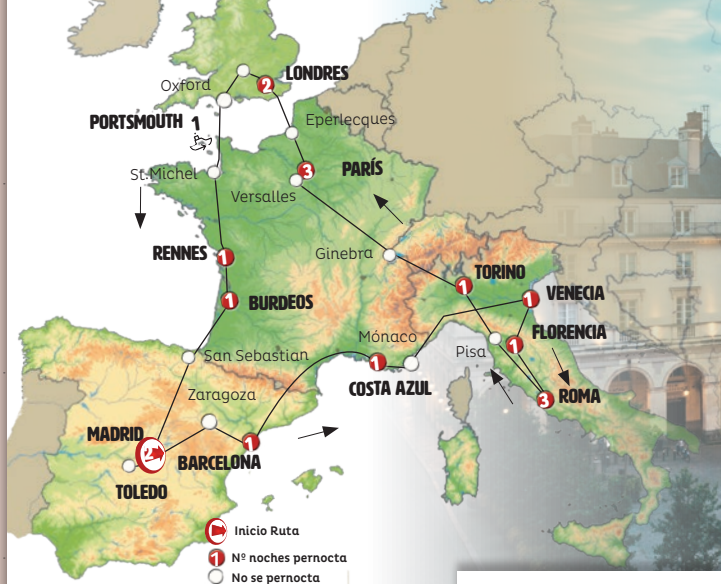 LONDRES
Oxford
2
PORTSMOUTH 1
Eperlecques
St.Michel
3
PARÍS
Versalles
RENNES
1
Ginebra
TORINO
1
BURDEOS
1
VENECIA
1
FLORENCIA
1
Mónaco
Pisa
San Sebastian
1
COSTA AZUL
ROMA
3
Zaragoza
MADRID
2
BARCELONA
1
TOLEDO
Inicio Ruta
1 Nº noches pernocta
No se pernocta